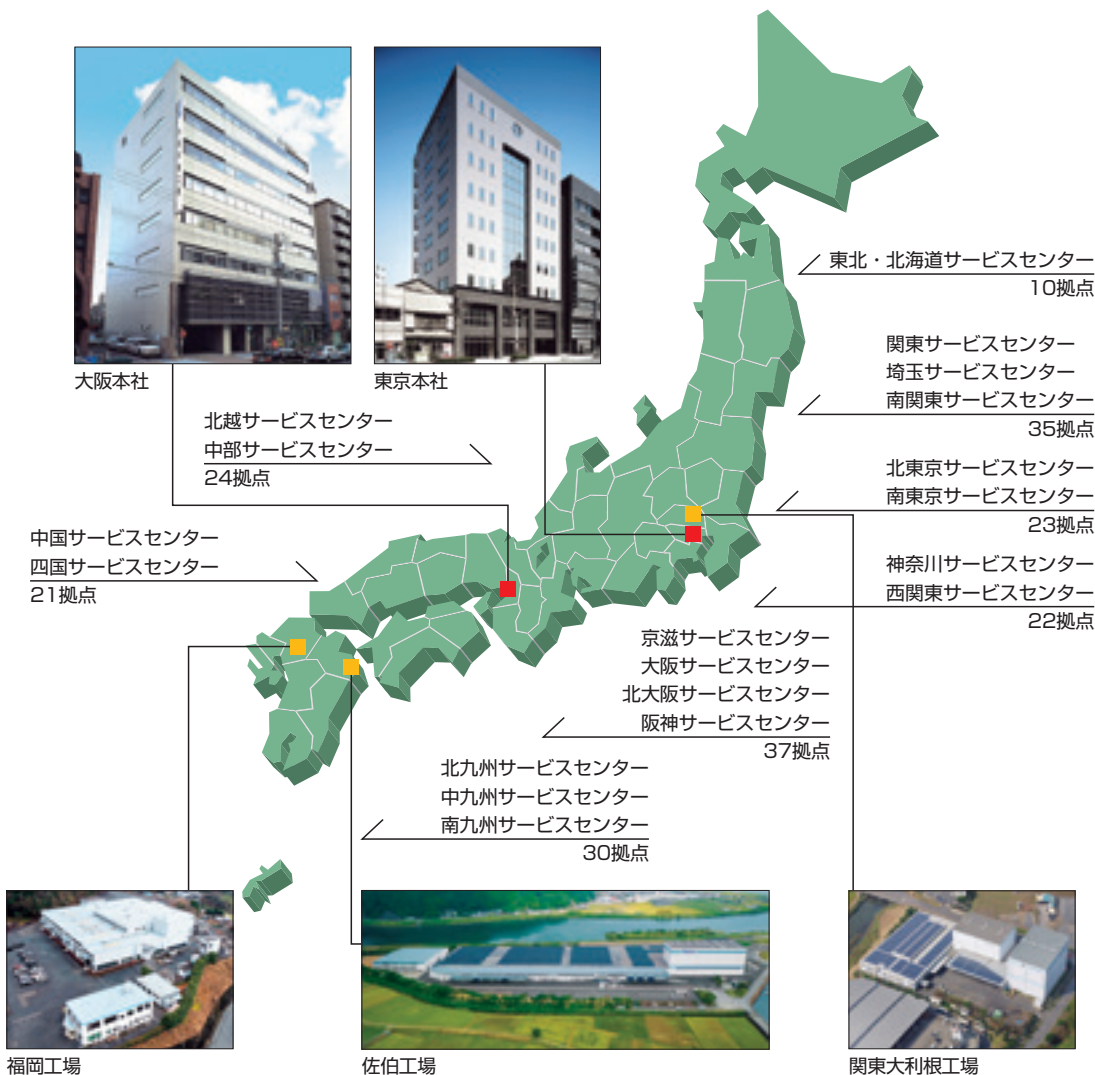 大阪本社
東京本社
東北・北海道サービスセンター
10拠点
関東サービスセンター
埼玉サービスセンター
南関東サービスセンター
35拠点
北越サービスセンター
中部サービスセンター
24拠点
北東京サービスセンター
南東京サービスセンター
23拠点
中国サービスセンター
四国サービスセンター
21拠点
神奈川サービスセンター
西関東サービスセンター
22拠点
京滋サービスセンター
大阪サービスセンター
北大阪サービスセンター
阪神サービスセンター
37拠点
北九州サービスセンター
中九州サービスセンター
南九州サービスセンター
30拠点
福岡工場
佐伯工場
関東大利根工場